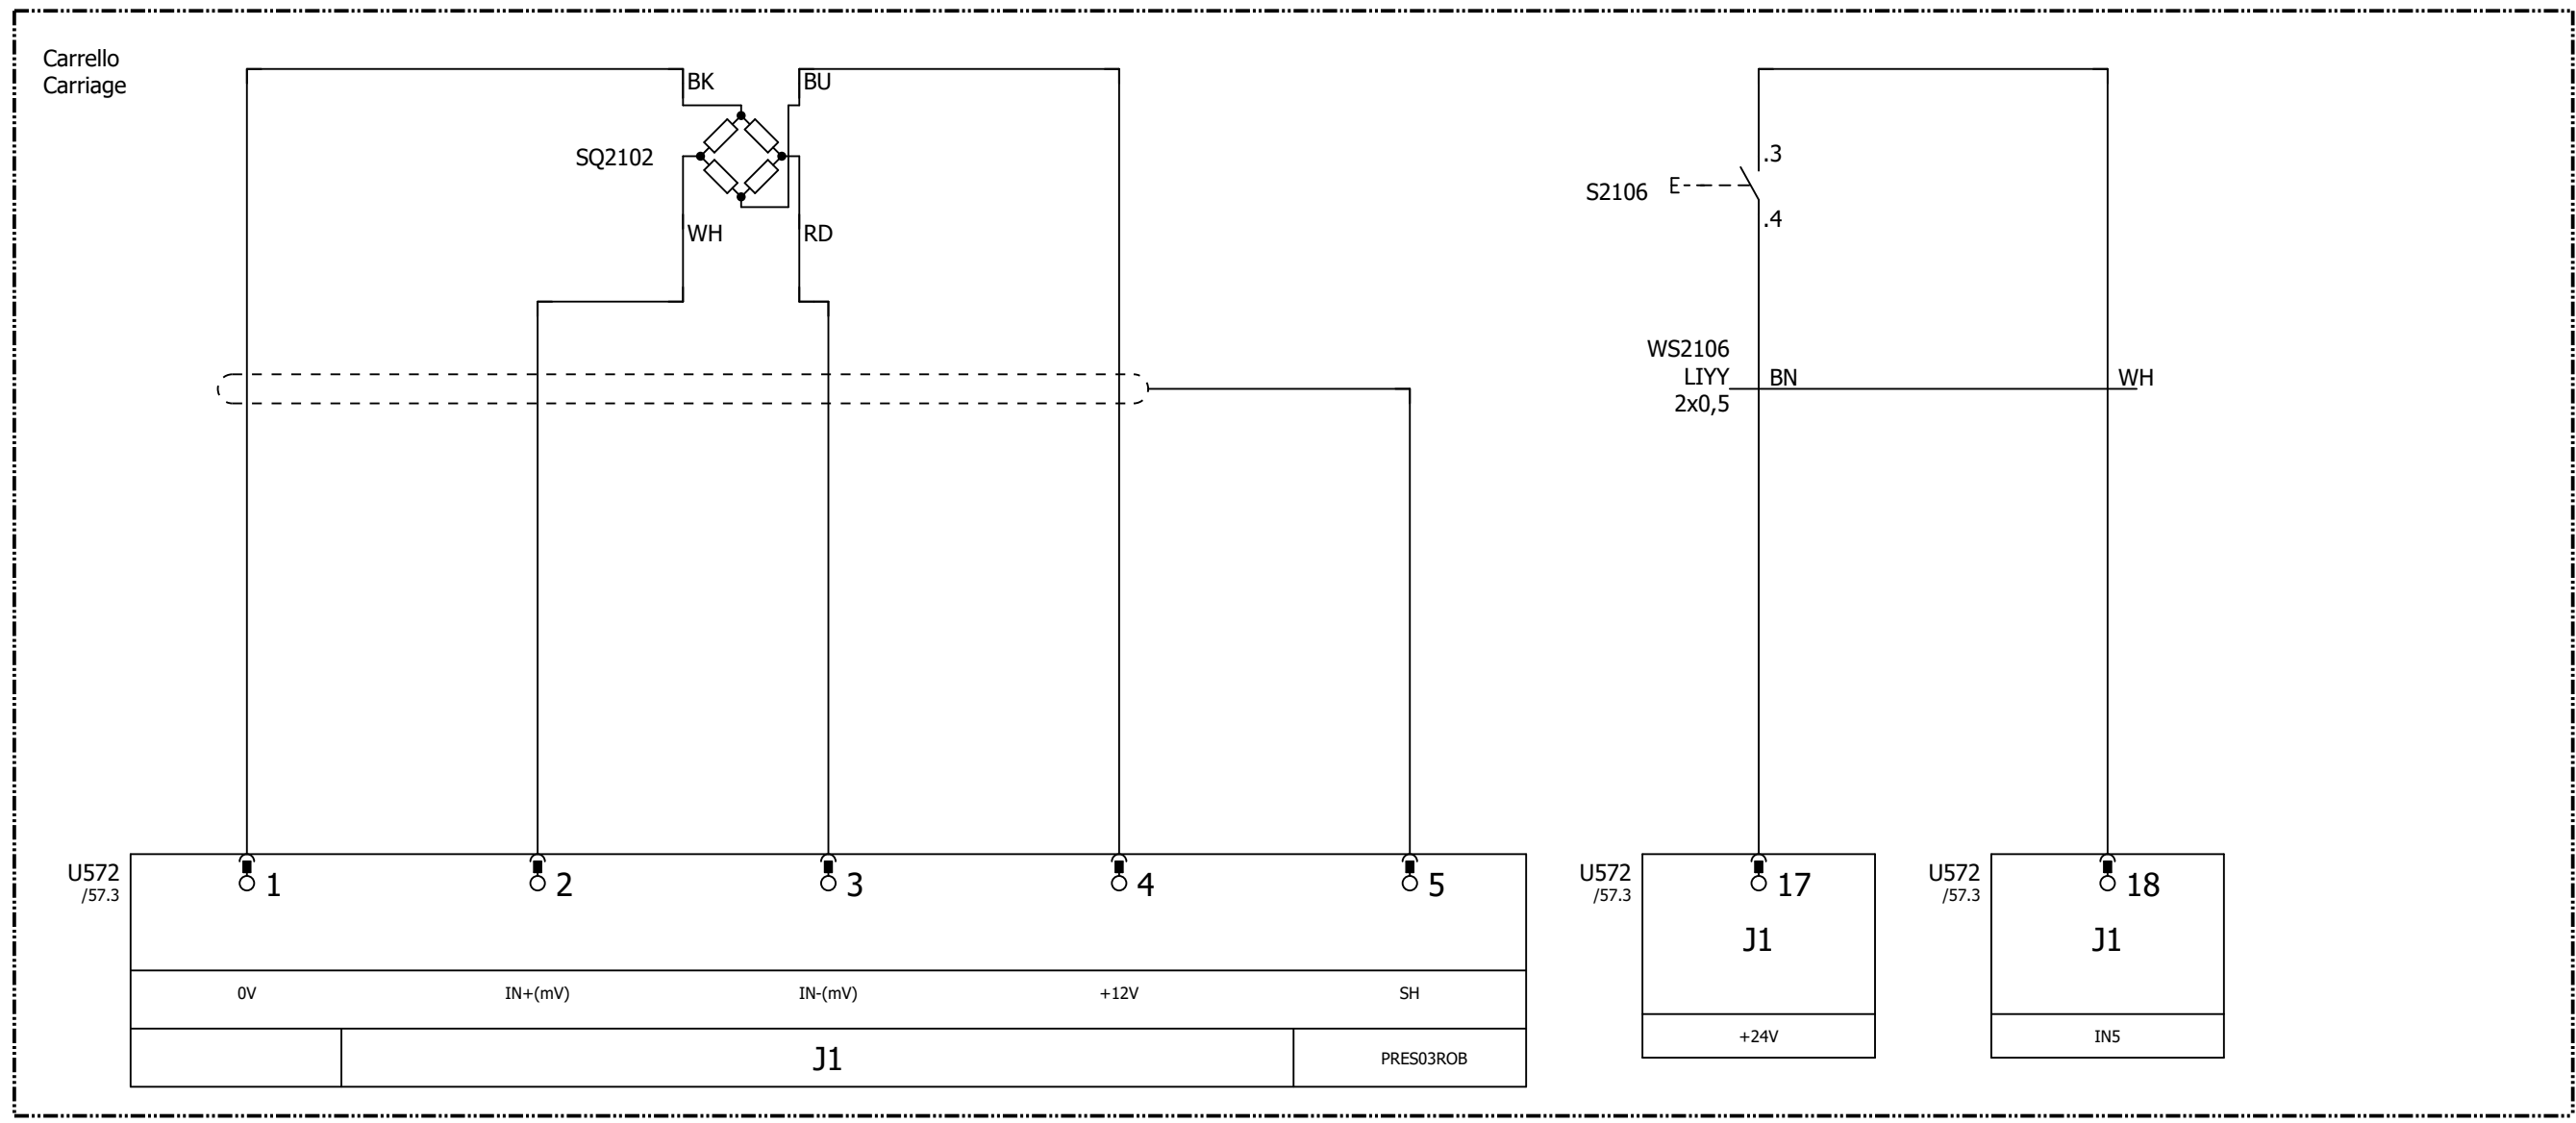 Carrello
Carriage
BK
BU
SQ2102
WH
RD
.3
S2106
E
.4
WS2106
LIYY
2x0,5
BN
WH
U572
/57.3
1
2
3
4
5
0V
IN+(mV)
IN-(mV)
+12V
SH
J1
PRES03ROB
U572
/57.3
17
J1
+24V
U572
/57.3
18
J1
IN5